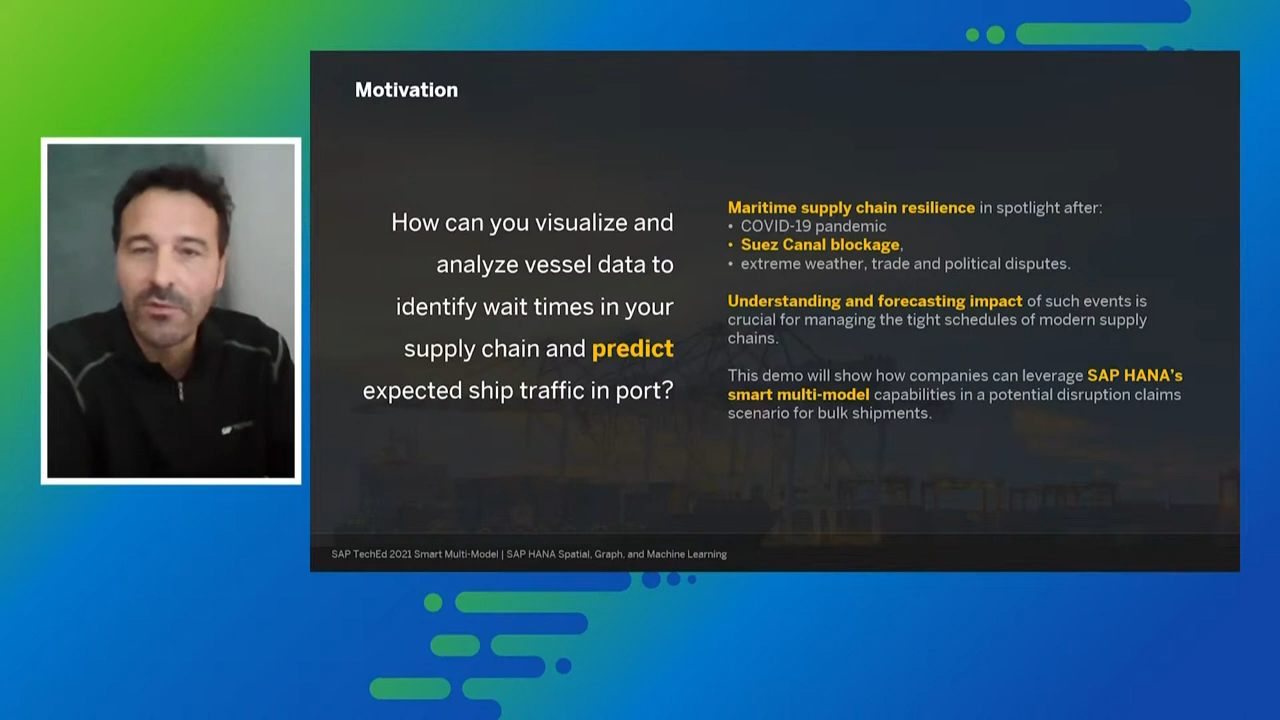 Motivation
How can you visualize and
analyze vessel data to
identify wait times in your
supply chain and predict
expected ship traffic in port?
Maritime supply chain resilience in spotlight after:
• COVID-19 pandemic
• Suez Canal blockage,
• extreme weather, trade and political disputes.
Understanding and forecasting impact of such events is
crucial for managing the tight schedules of modern supply
chains.
This demo will show how companies can leverage SAP HANA's
smart multi-model capabilities in a potential disruption claims
scenario for bulk shipments.
SAP TechEd 2021 Smart Multi-Model | SAP HANA Spatial, Graph, and Machine Learning